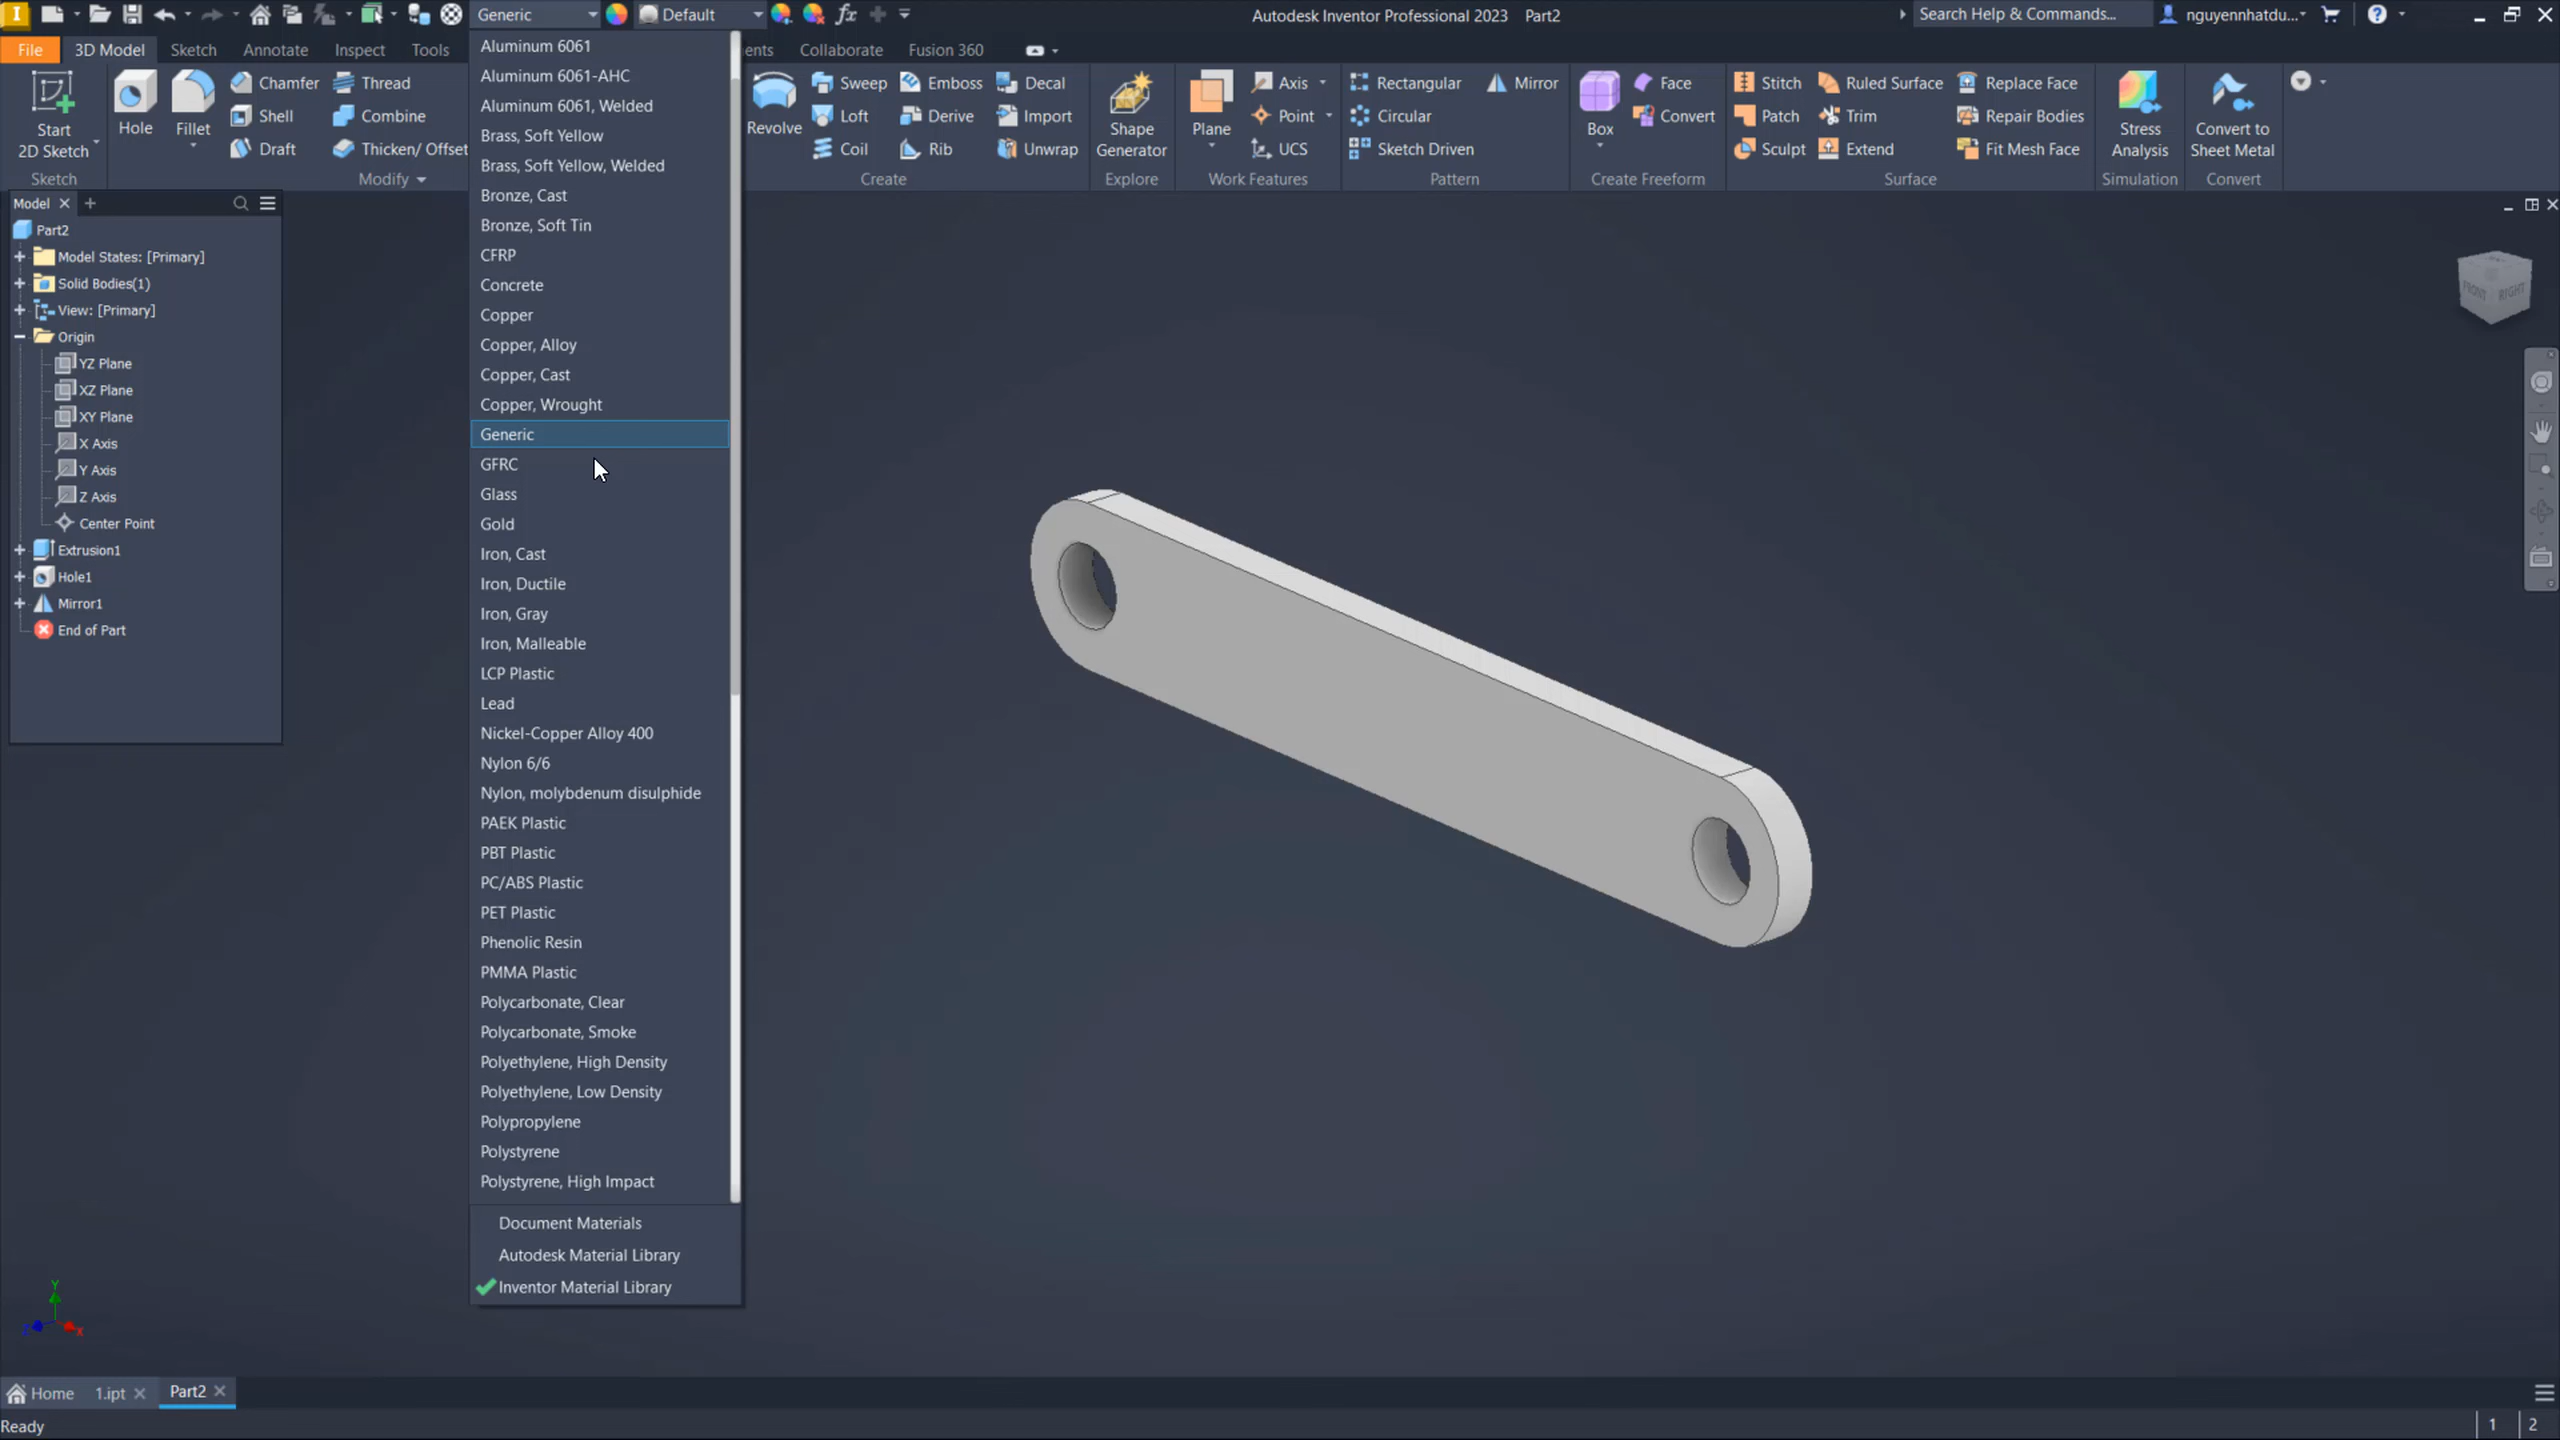 Generic
Default
fx
Autodesk Inventor Professional 2023 Part2
Search Help & Commands...
nguyennhatdu...
File
3D Model
Sketch
Annotate
Inspect
Tools
ents
Collaborate
Fusion 360
Start
2D Sketch
Sketch
Hole
Fillet
Chamfer
Shell
Draft
Thread
Combine
Thicken/ Offset
Modify
Revolve
Sweep
Loft
Coil
Emboss
Derive
Rib
Decal
Import
Unwrap
Create
Shape
Generator
Explore
Plane
Axis
Point
UCS
Work Features
Rectangular
Circular
Sketch Driven
Mirror
Pattern
Box
Face
Convert
Create Freeform
Stitch
Patch
Sculpt
Ruled Surface
Trim
Extend
Replace Face
Repair Bodies
Fit Mesh Face
Surface
Stress
Analysis
Simulation
Convert to
Sheet Metal
Convert
Model
Part2
Model States: [Primary]
Solid Bodies(1)
View: [Primary]
Origin
YZ Plane
XZ Plane
XY Plane
X Axis
Y Axis
Z Axis
Center Point
Extrusion1
Hole1
Mirror1
End of Part
Aluminum 6061
Aluminum 6061-AHC
Aluminum 6061, Welded
Brass, Soft Yellow
Brass, Soft Yellow, Welded
Bronze, Cast
Bronze, Soft Tin
CFRP
Concrete
Copper
Copper, Alloy
Copper, Cast
Copper, Wrought
Generic
GFRC
Glass
Gold
Iron, Cast
Iron, Ductile
Iron, Gray
Iron, Malleable
LCP Plastic
Lead
Nickel-Copper Alloy 400
Nylon 6/6
Nylon, molybdenum disulphide
PAEK Plastic
PBT Plastic
PC/ABS Plastic
PET Plastic
Phenolic Resin
PMMA Plastic
Polycarbonate, Clear
Polycarbonate, Smoke
Polyethylene, High Density
Polyethylene, Low Density
Polypropylene
Polystyrene
Polystyrene, High Impact
Document Materials
Autodesk Material Library
Inventor Material Library
FRONT
RIGHT
Y
Z
X
Home
1.ipt
Part2
Ready
1
2